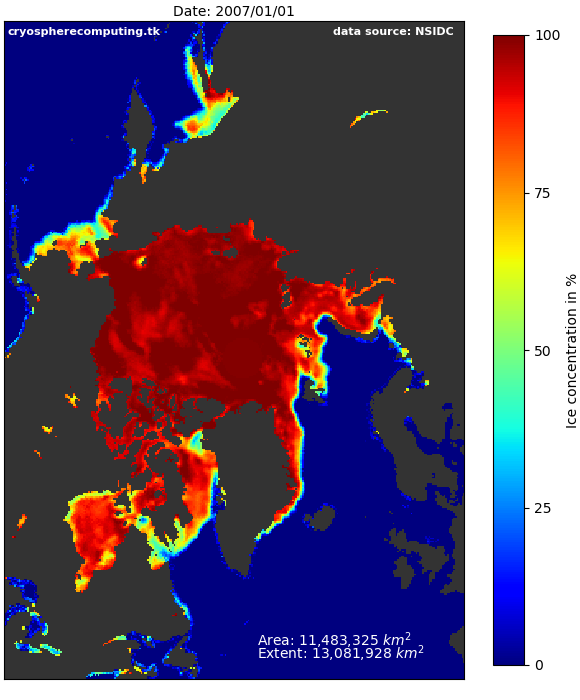 Date: 2007/01/01
cryospherecomputing.tk
data source: NSIDC
100
75
50
25
0
Ice concentration in %
Area: 11,483,325 km²
Extent: 13,081,928 km²